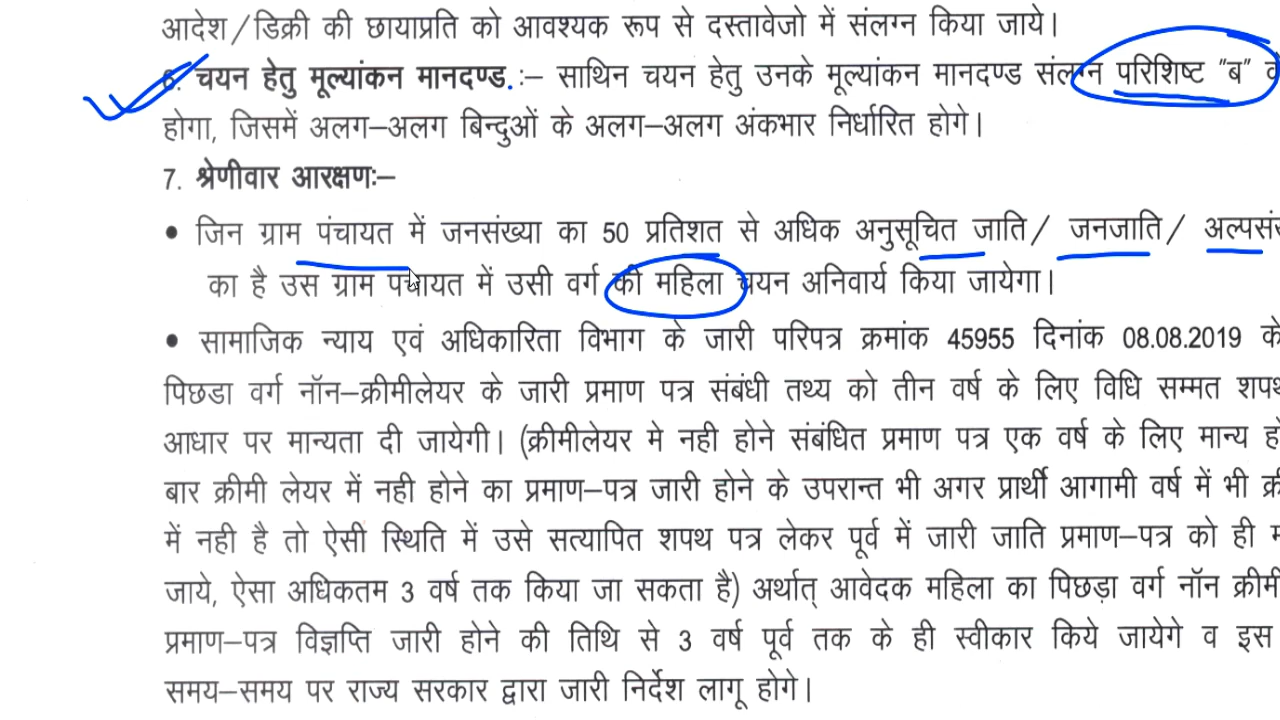 आदेश/डिक्री की छायाप्रति को आवश्यक रूप से दस्तावेजो में संलग्न किया जाये।
6. चयन हेतु मूल्यांकन मानदण्ड.:– साथिन चयन हेतु उनके मूल्यांकन मानदण्ड संलग्न परिशिष्ट "ब"
होगा, जिसमें अलग–अलग बिन्दुओं के अलग–अलग अंकभार निर्धारित होगे।
7. श्रेणीवार आरक्षणः–
• जिन ग्राम पंचायत में जनसंख्या का 50 प्रतिशत से अधिक अनुसूचित जाति/ जनजाति/
का है उस ग्राम पंचायत में उसी वर्ग की महिला चयन अनिवार्य किया जायेगा।
• सामाजिक न्याय एवं अधिकारिता विभाग के जारी परिपत्र क्रमांक 45955 दिनांक 08.08.2019 के
पिछडा वर्ग नॉन–क्रीमीलेयर के जारी प्रमाण पत्र संबंधी तथ्य को तीन वर्ष के लिए विधि सम्मत
आधार पर मान्यता दी जायेगी। (क्रीमीलेयर मे नही होने संबंधित प्रमाण पत्र एक वर्ष के लिए मान्य
बार क्रीमी लेयर में नही होने का प्रमाण–पत्र जारी होने के उपरान्त भी अगर प्रार्थी आगामी वर्ष में भी
में नही है तो ऐसी स्थिति में उसे सत्यापित शपथ पत्र लेकर पूर्व में जारी जाति प्रमाण–पत्र को ही
जाये, ऐसा अधिकतम 3 वर्ष तक किया जा सकता है) अर्थात् आवेदक महिला का पिछड़ा वर्ग नॉन
प्रमाण–पत्र विज्ञप्ति जारी होने की तिथि से 3 वर्ष पूर्व तक के ही स्वीकार किये जायेगे व इस
समय–समय पर राज्य सरकार द्वारा जारी निर्देश लागू होगे।